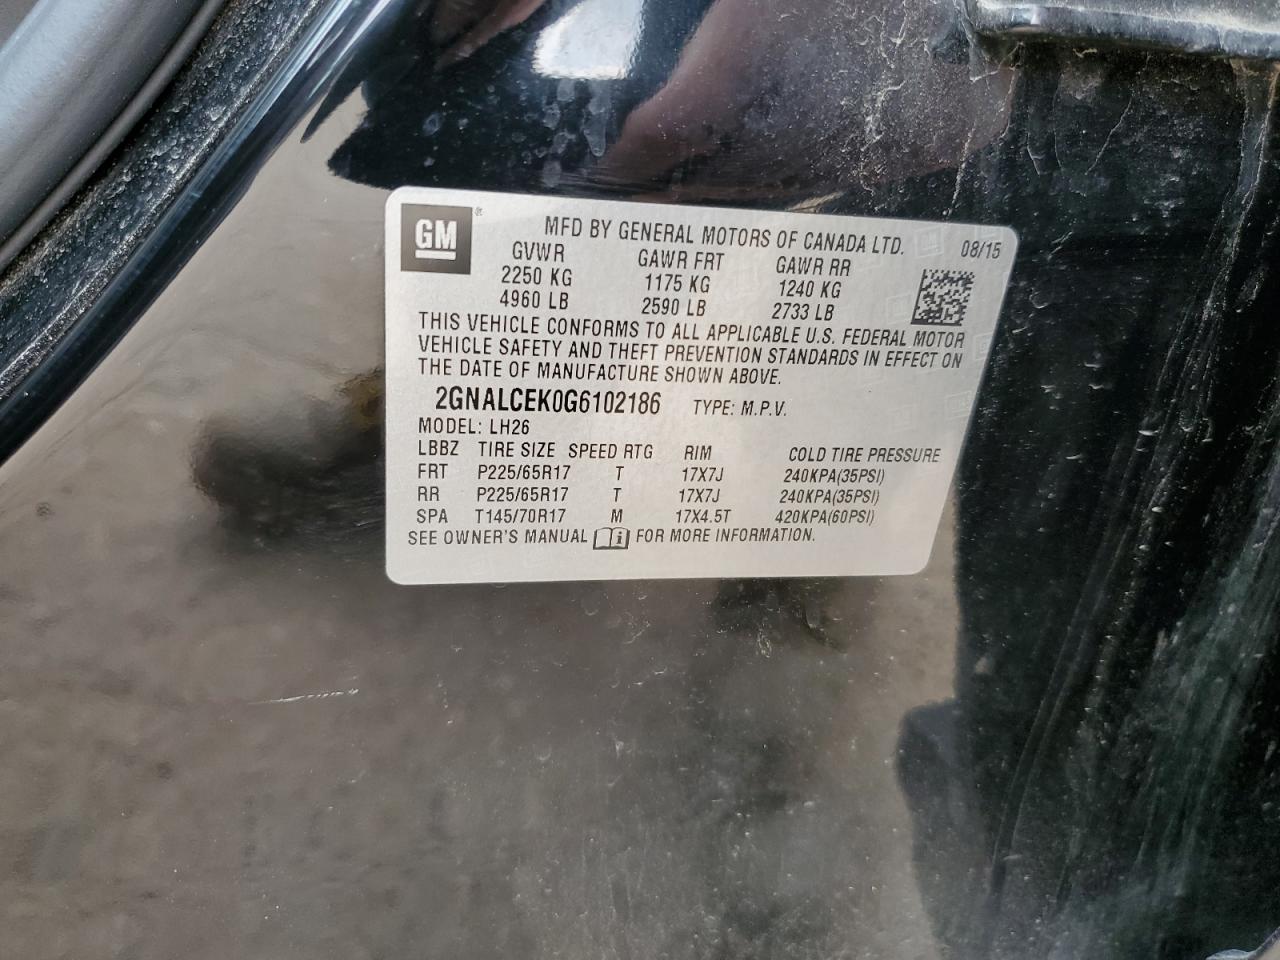 GM ®
MFD BY GENERAL MOTORS OF CANADA LTD. 08/15
GVWR GAWR FRT GAWR RR
2250 KG 1175 KG 1240 KG
4960 LB 2590 LB 2733 LB
THIS VEHICLE CONFORMS TO ALL APPLICABLE U.S. FEDERAL MOTOR
VEHICLE SAFETY AND THEFT PREVENTION STANDARDS IN EFFECT ON
THE DATE OF MANUFACTURE SHOWN ABOVE.
2GNALCEK0G6102186 TYPE: M.P.V.
MODEL: LH26
LBBZ TIRE SIZE SPEED RTG RIM COLD TIRE PRESSURE
FRT P225/65R17 T 17X7J 240KPA(35PSI)
RR P225/65R17 T 17X7J 240KPA(35PSI)
SPA T145/70R17 M 17X4.5T 420KPA(60PSI)
SEE OWNER'S MANUAL i FOR MORE INFORMATION.